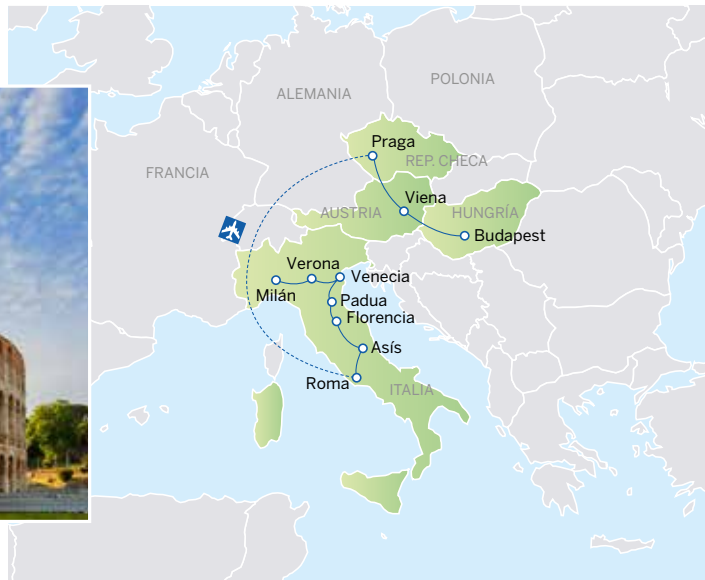 POLONIA
ALEMANIA
Praga
REP. CHECA
FRANCIA
Viena
AUSTRIA
HUNGRÍA
Budapest
Verona
Venecia
Milán
Padua
Florencia
Asís
Roma
ITALIA